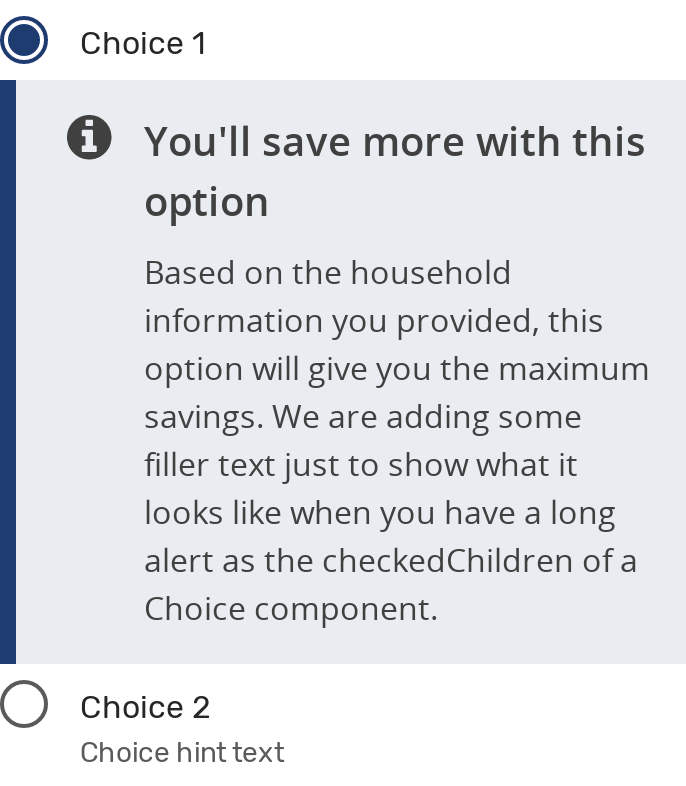 Choice 1
You'll save more with this
option
Based on the household
information you provided, this
option will give you the maximum
savings. We are adding some
filler text just to show what it
looks like when you have a long
alert as the checkedChildren of a
Choice component.
Choice 2
Choice hint text